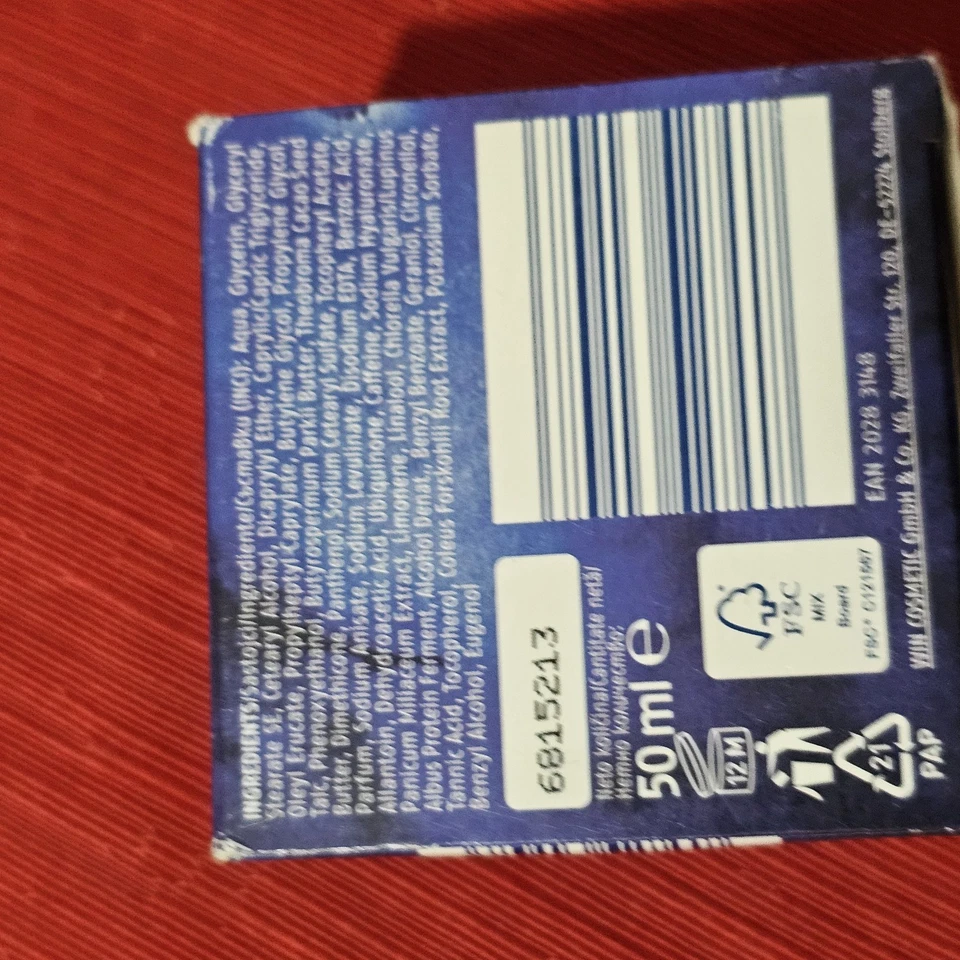 INGREDIENTS/Sastojci/Ingrediente/Съставки (INCI): Aqua, Glycerin, Glyceryl
Stearate SE, Cetearyl Alcohol, Dicaprylyl Ether, Caprylic/Capric Triglyceride,
Oleyl Erucate, Propylheptyl Caprylate, Butylene Glycol, Propylene Glycol,
Talc, Phenoxyethanol, Butyrospermum Parkii Butter, Theobroma Cacao Seed
Butter, Dimethicone, Panthenol, Sodium Cetearyl Sulfate, Tocopheryl Acetate,
Parfum, Sodium Anisate, Sodium Levulinate, Disodium EDTA, Benzoic Acid,
Allantoin, Dehydroacetic Acid, Ubiquinone, Caffeine, Sodium Hyaluronate,
Panicum Miliaceum Extract, Limonene, Linalool, Chlorella Vulgaris/Lupinus
Albus Protein Ferment, Alcohol Denat., Benzyl Benzoate, Geraniol, Citronellol,
Tannic Acid, Tocopherol, Coleus Forskohlii Root Extract, Potassium Sorbate,
Benzyl Alcohol, Eugenol
6815213
Neto količina/Cantitate netă/
Нетно количество:
50 ml e
12 M
21
PAP
FSC
MIX
Board
FSC® C121667
EAN 2028 3148
WIN COSMETIC GmbH & Co. KG, Zweifaller Str. 120, DE-52224 Stolberg